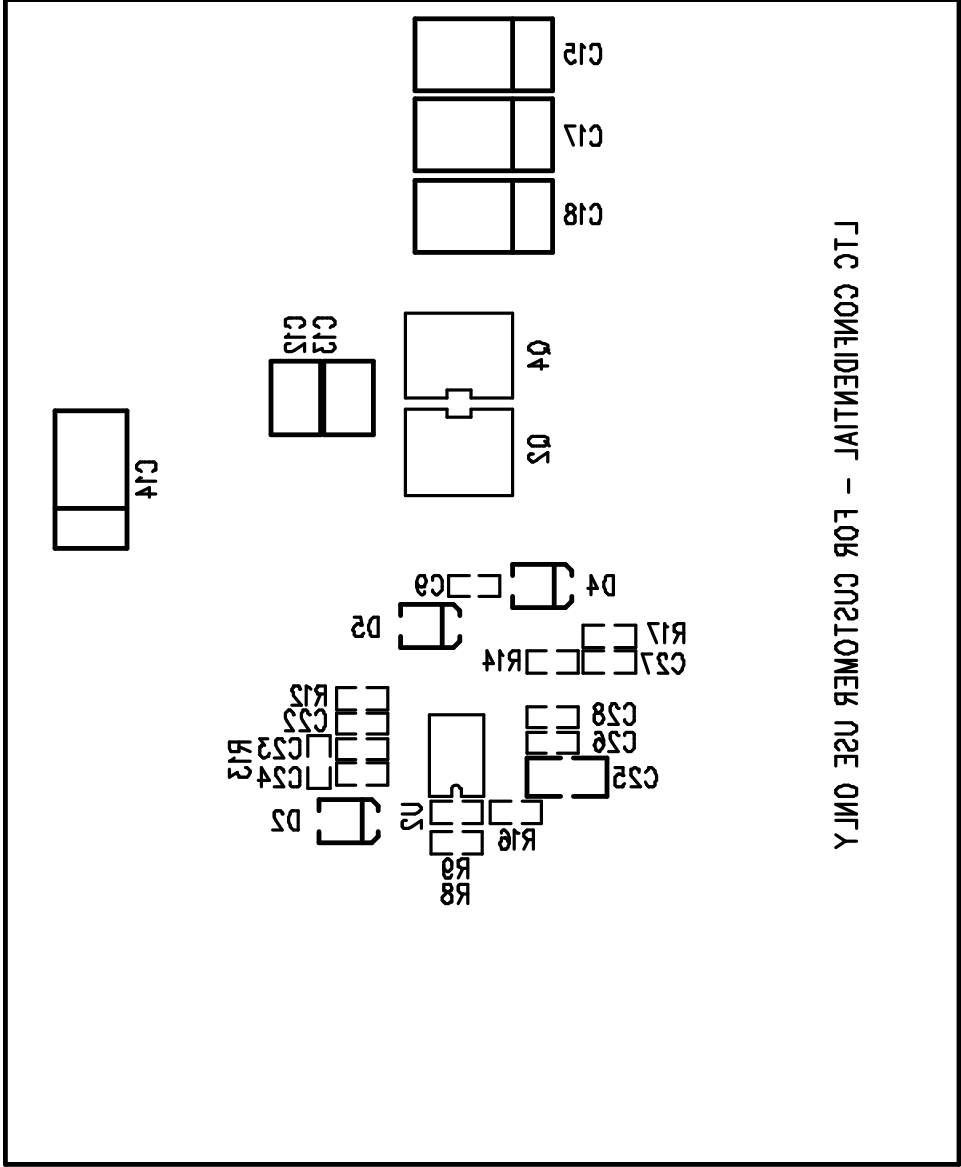 C15
C17
C18
LTC CONFIDENTIAL - FOR CUSTOMER USE ONLY
C12
C13
Q4
Q2
C14
C9
D4
D5
R17
R14
C27
R12
C22
C28
R13
C23
C26
C24
C25
D2
U2
R16
R9
R8